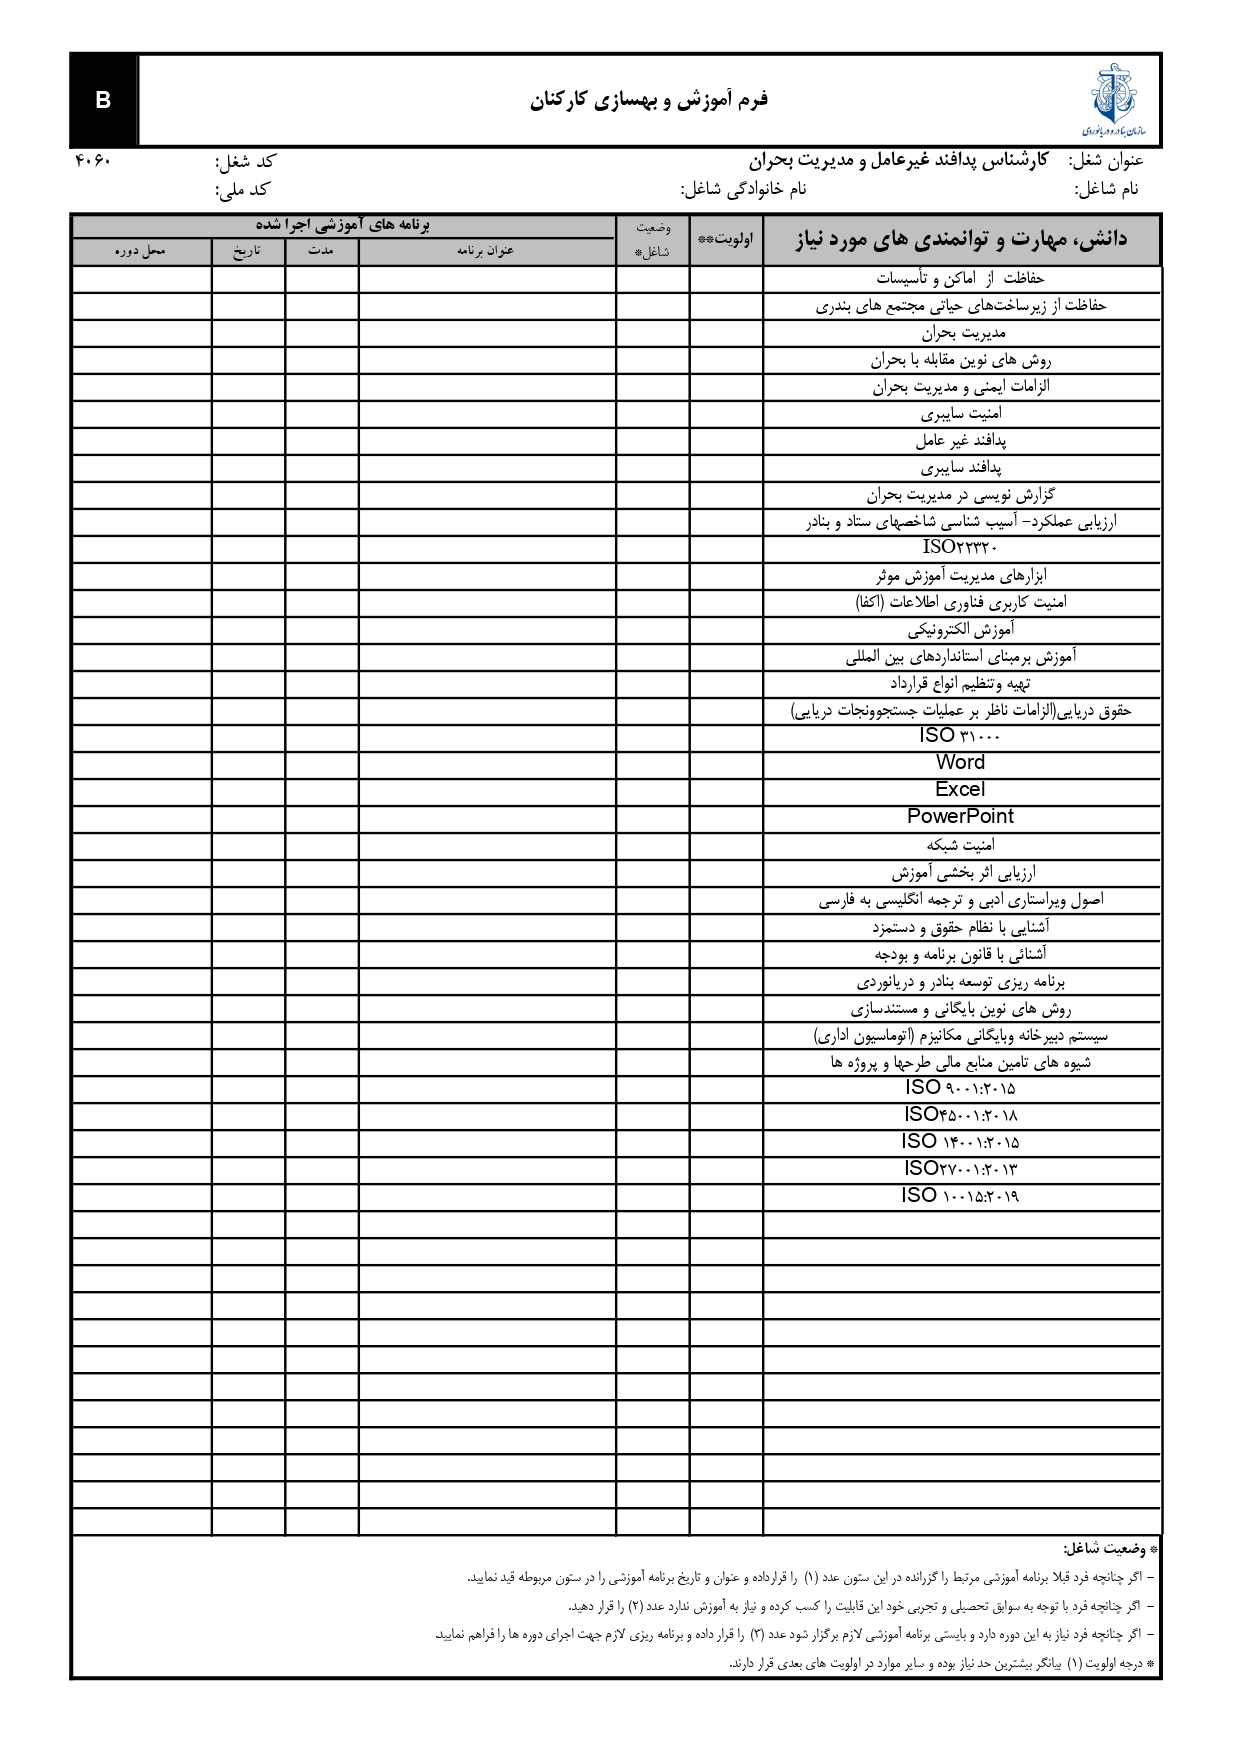 B
فرم آموزش و بهسازی کارکنان
سازمان بنادر و دریانوردی
عنوان شغل: کارشناس پدافند غیرعامل و مدیریت بحران کد شغل: ۴۰۶۰
نام شاغل: نام خانوادگی شاغل: کد ملی:
دانش، مهارت و توانمندی های مورد نیاز
اولویت**
وضعیت
شاغل*
برنامه های آموزشی اجرا شده
عنوان برنامه مدت تاریخ محل دوره
حفاظت از اماکن و تأسیسات
حفاظت از زیرساخت‌های حیاتی مجتمع های بندری
مدیریت بحران
روش های نوین مقابله با بحران
الزامات ایمنی و مدیریت بحران
امنیت سایبری
پدافند غیر عامل
پدافند سایبری
گزارش نویسی در مدیریت بحران
ارزیابی عملکرد- آسیب شناسی شاخصهای ستاد و بنادر
ISO۲۲۳۲۰
ابزارهای مدیریت آموزش موثر
امنیت کاربری فناوری اطلاعات (اکفا)
آموزش الکترونیکی
آموزش برمبنای استانداردهای بین المللی
تهیه وتنظیم انواع قرارداد
حقوق دریایی(الزامات ناظر بر عملیات جستجوونجات دریایی)
ISO ۳۱۰۰۰
Word
Excel
PowerPoint
امنیت شبکه
ارزیابی اثر بخشی آموزش
اصول ویراستاری ادبی و ترجمه انگلیسی به فارسی
آشنایی با نظام حقوق و دستمزد
آشنائی با قانون برنامه و بودجه
برنامه ریزی توسعه بنادر و دریانوردی
روش های نوین بایگانی و مستندسازی
سیستم دبیرخانه وبایگانی مکانیزم (اتوماسیون اداری)
شیوه های تامین منابع مالی طرحها و پروژه ها
ISO ۹۰۰۱:۲۰۱۵
ISO۴۵۰۰۱:۲۰۱۸
ISO ۱۴۰۰۱:۲۰۱۵
ISO۲۷۰۰۱:۲۰۱۳
ISO ۱۰۰۱۵:۲۰۱۹
* وضعیت شاغل:
- اگر چنانچه فرد قبلا برنامه آموزشی مرتبط را گزرانده در این ستون عدد (۱) را قرارداده و عنوان و تاریخ برنامه آموزشی را در ستون مربوطه قید نمایید.
- اگر چنانچه فرد با توجه به سوابق تحصیلی و تجربی خود این قابلیت را کسب کرده و نیاز به آموزش ندارد عدد (۲) را قرار دهید.
- اگر چنانچه فرد نیاز به این دوره دارد و بایستی برنامه آموزشی لازم برگزار شود عدد (۳) را قرار داده و برنامه ریزی لازم جهت اجرای دوره ها را فراهم نمایید.
* درجه اولویت (۱) بیانگر بیشترین حد نیاز بوده و سایر موارد در اولویت های بعدی قرار دارند.